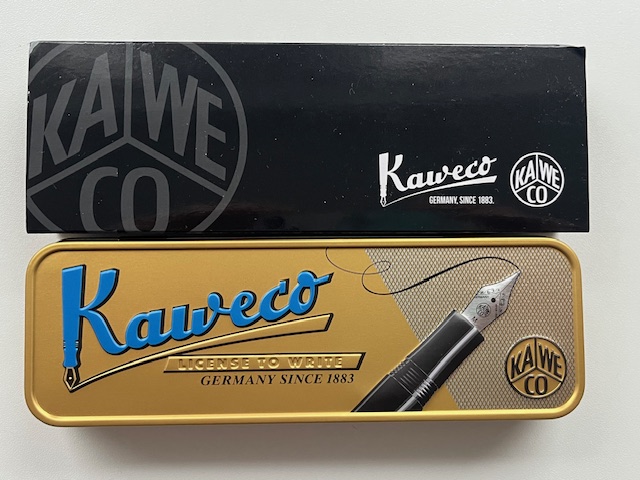 KA WE
CO
Kaweco
GERMANY, SINCE 1883.
KA WE
CO
Kaweco
LICENSE TO WRITE
GERMANY SINCE 1883
M
KA WE
CO